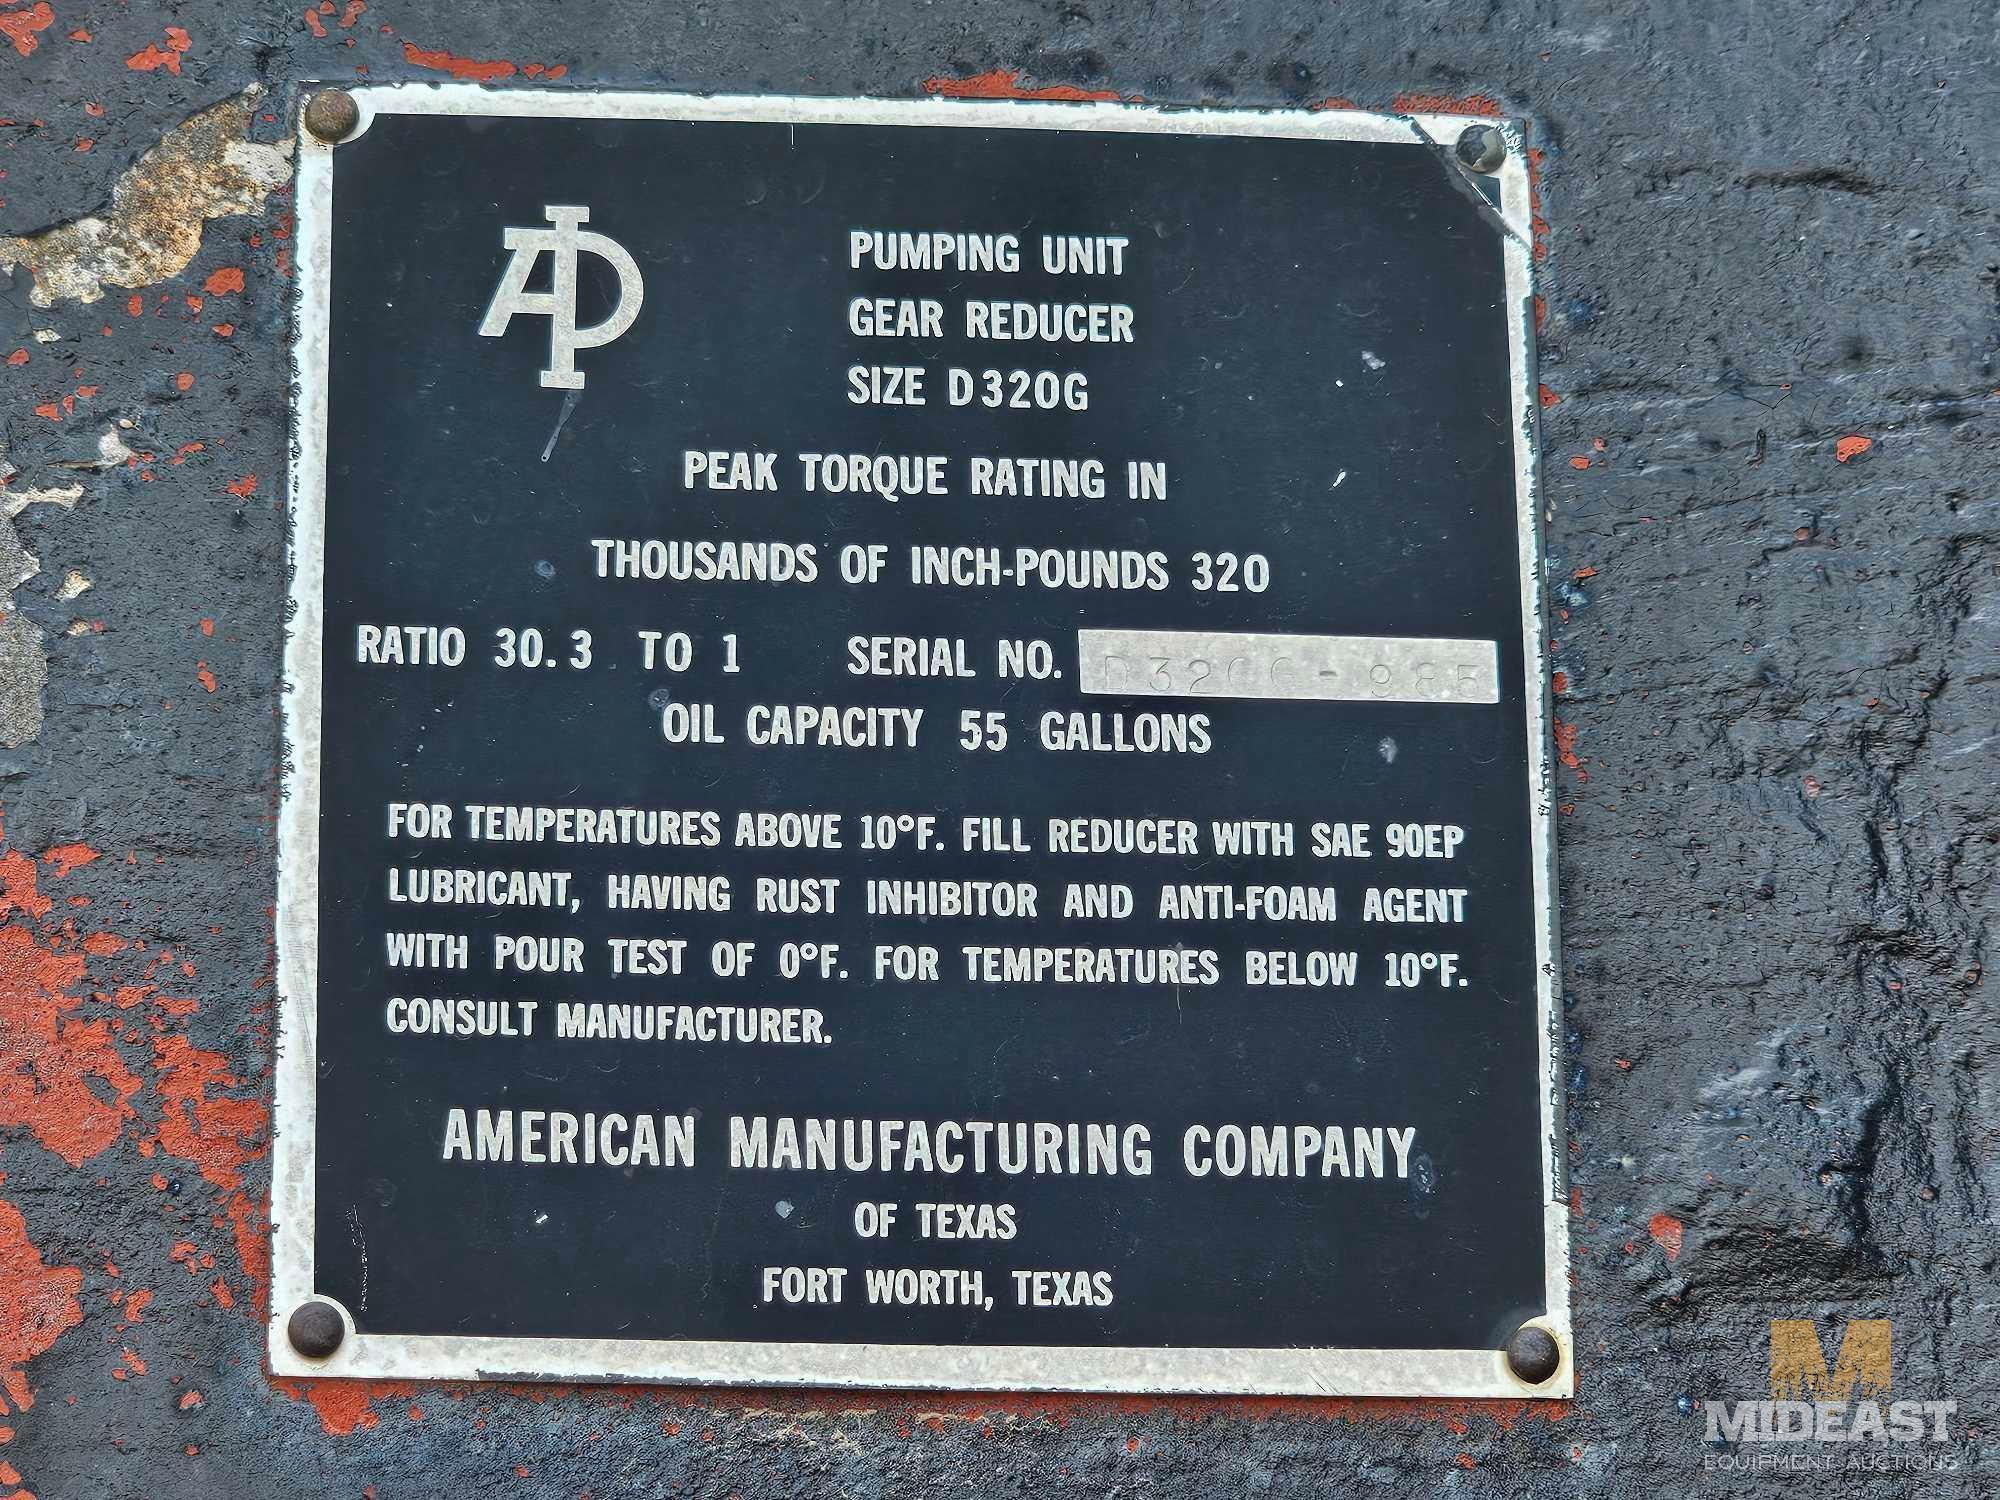 API
PUMPING UNIT
GEAR REDUCER
SIZE D320G
PEAK TORQUE RATING IN
THOUSANDS OF INCH-POUNDS 320
RATIO 30.3 TO 1 SERIAL NO. D320G-985
OIL CAPACITY 55 GALLONS
FOR TEMPERATURES ABOVE 10°F. FILL REDUCER WITH SAE 90EP
LUBRICANT, HAVING RUST INHIBITOR AND ANTI-FOAM AGENT
WITH POUR TEST OF 0°F. FOR TEMPERATURES BELOW 10°F.
CONSULT MANUFACTURER.
AMERICAN MANUFACTURING COMPANY
OF TEXAS
FORT WORTH, TEXAS
M
MIDEAST
EQUIPMENT AUCTIONS